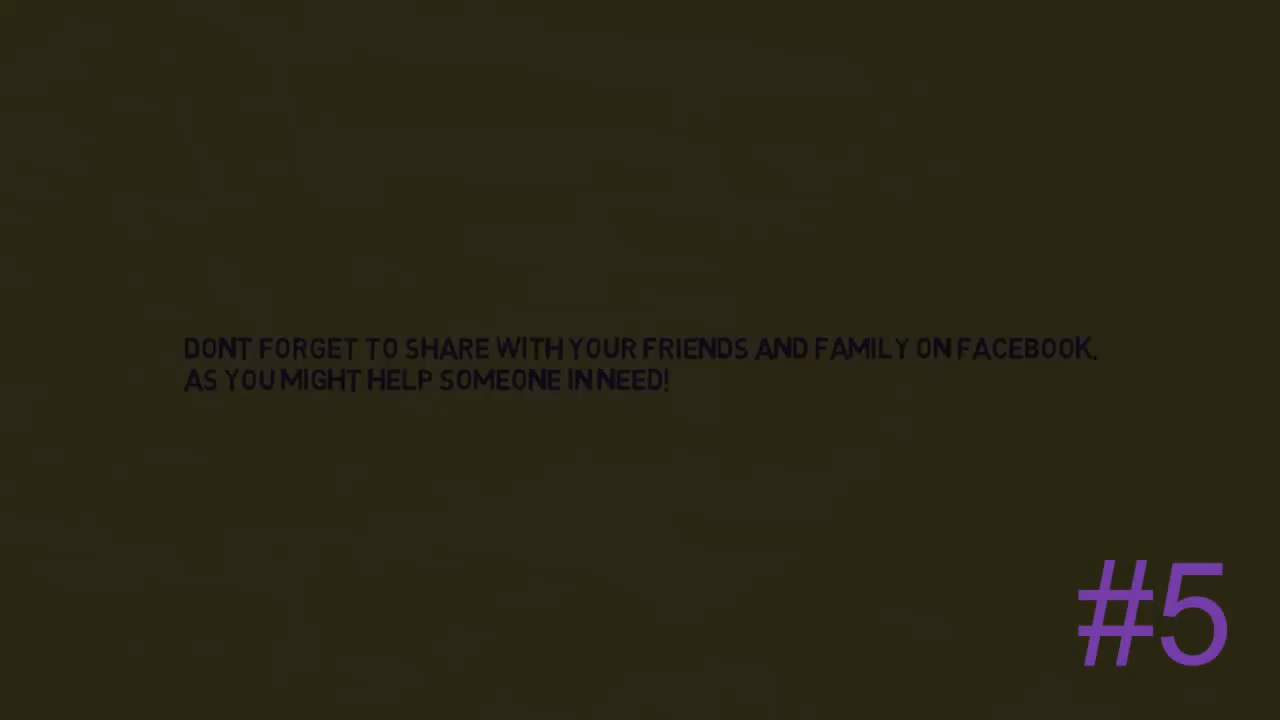 DONT FORGET TO SHARE WITH YOUR FRIENDS AND FAMILY ON FACEBOOK,
AS YOU MIGHT HELP SOMEONE IN NEED!
#5